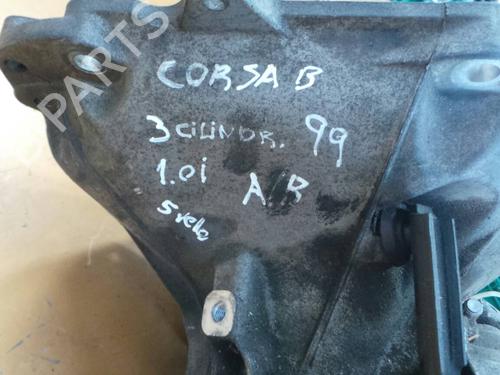 B PARTS
CORSA B
3 CILINDR. 99
1.0i A/R
5 velo